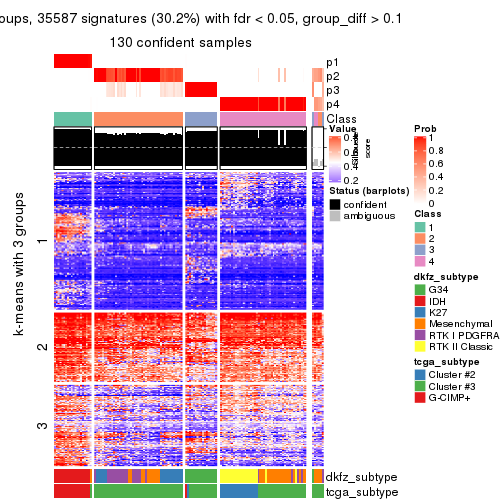 oups, 35587 signatures (30.2%) with fdr < 0.05, group_diff > 0.1
130 confident samples
p1
p2
p3
p4
Class
1
2
3
k-means with 3 groups
dkfz_subtype
tcga_subtype
Value
0.8
0.4
0.2
score
Status (barplots)
confident
ambiguous
Prob
1
0.8
0.6
0.4
0.2
0
Class
1
2
3
4
dkfz_subtype
G34
IDH
K27
Mesenchymal
RTK I PDGFRA
RTK II Classic
tcga_subtype
Cluster #2
Cluster #3
G-CIMP+